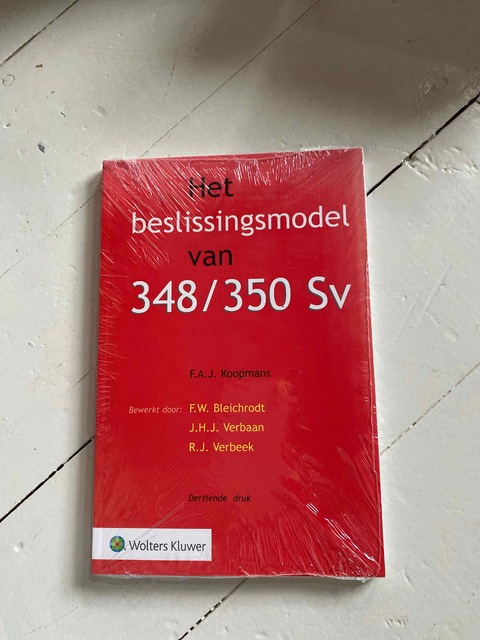 Het
beslissingsmodel
van
348/350 Sv
F.A.J. Koopmans
Bewerkt door: F.W. Bleichrodt
J.H.J. Verbaan
R.J. Verbeek
Dertiende druk
Wolters Kluwer